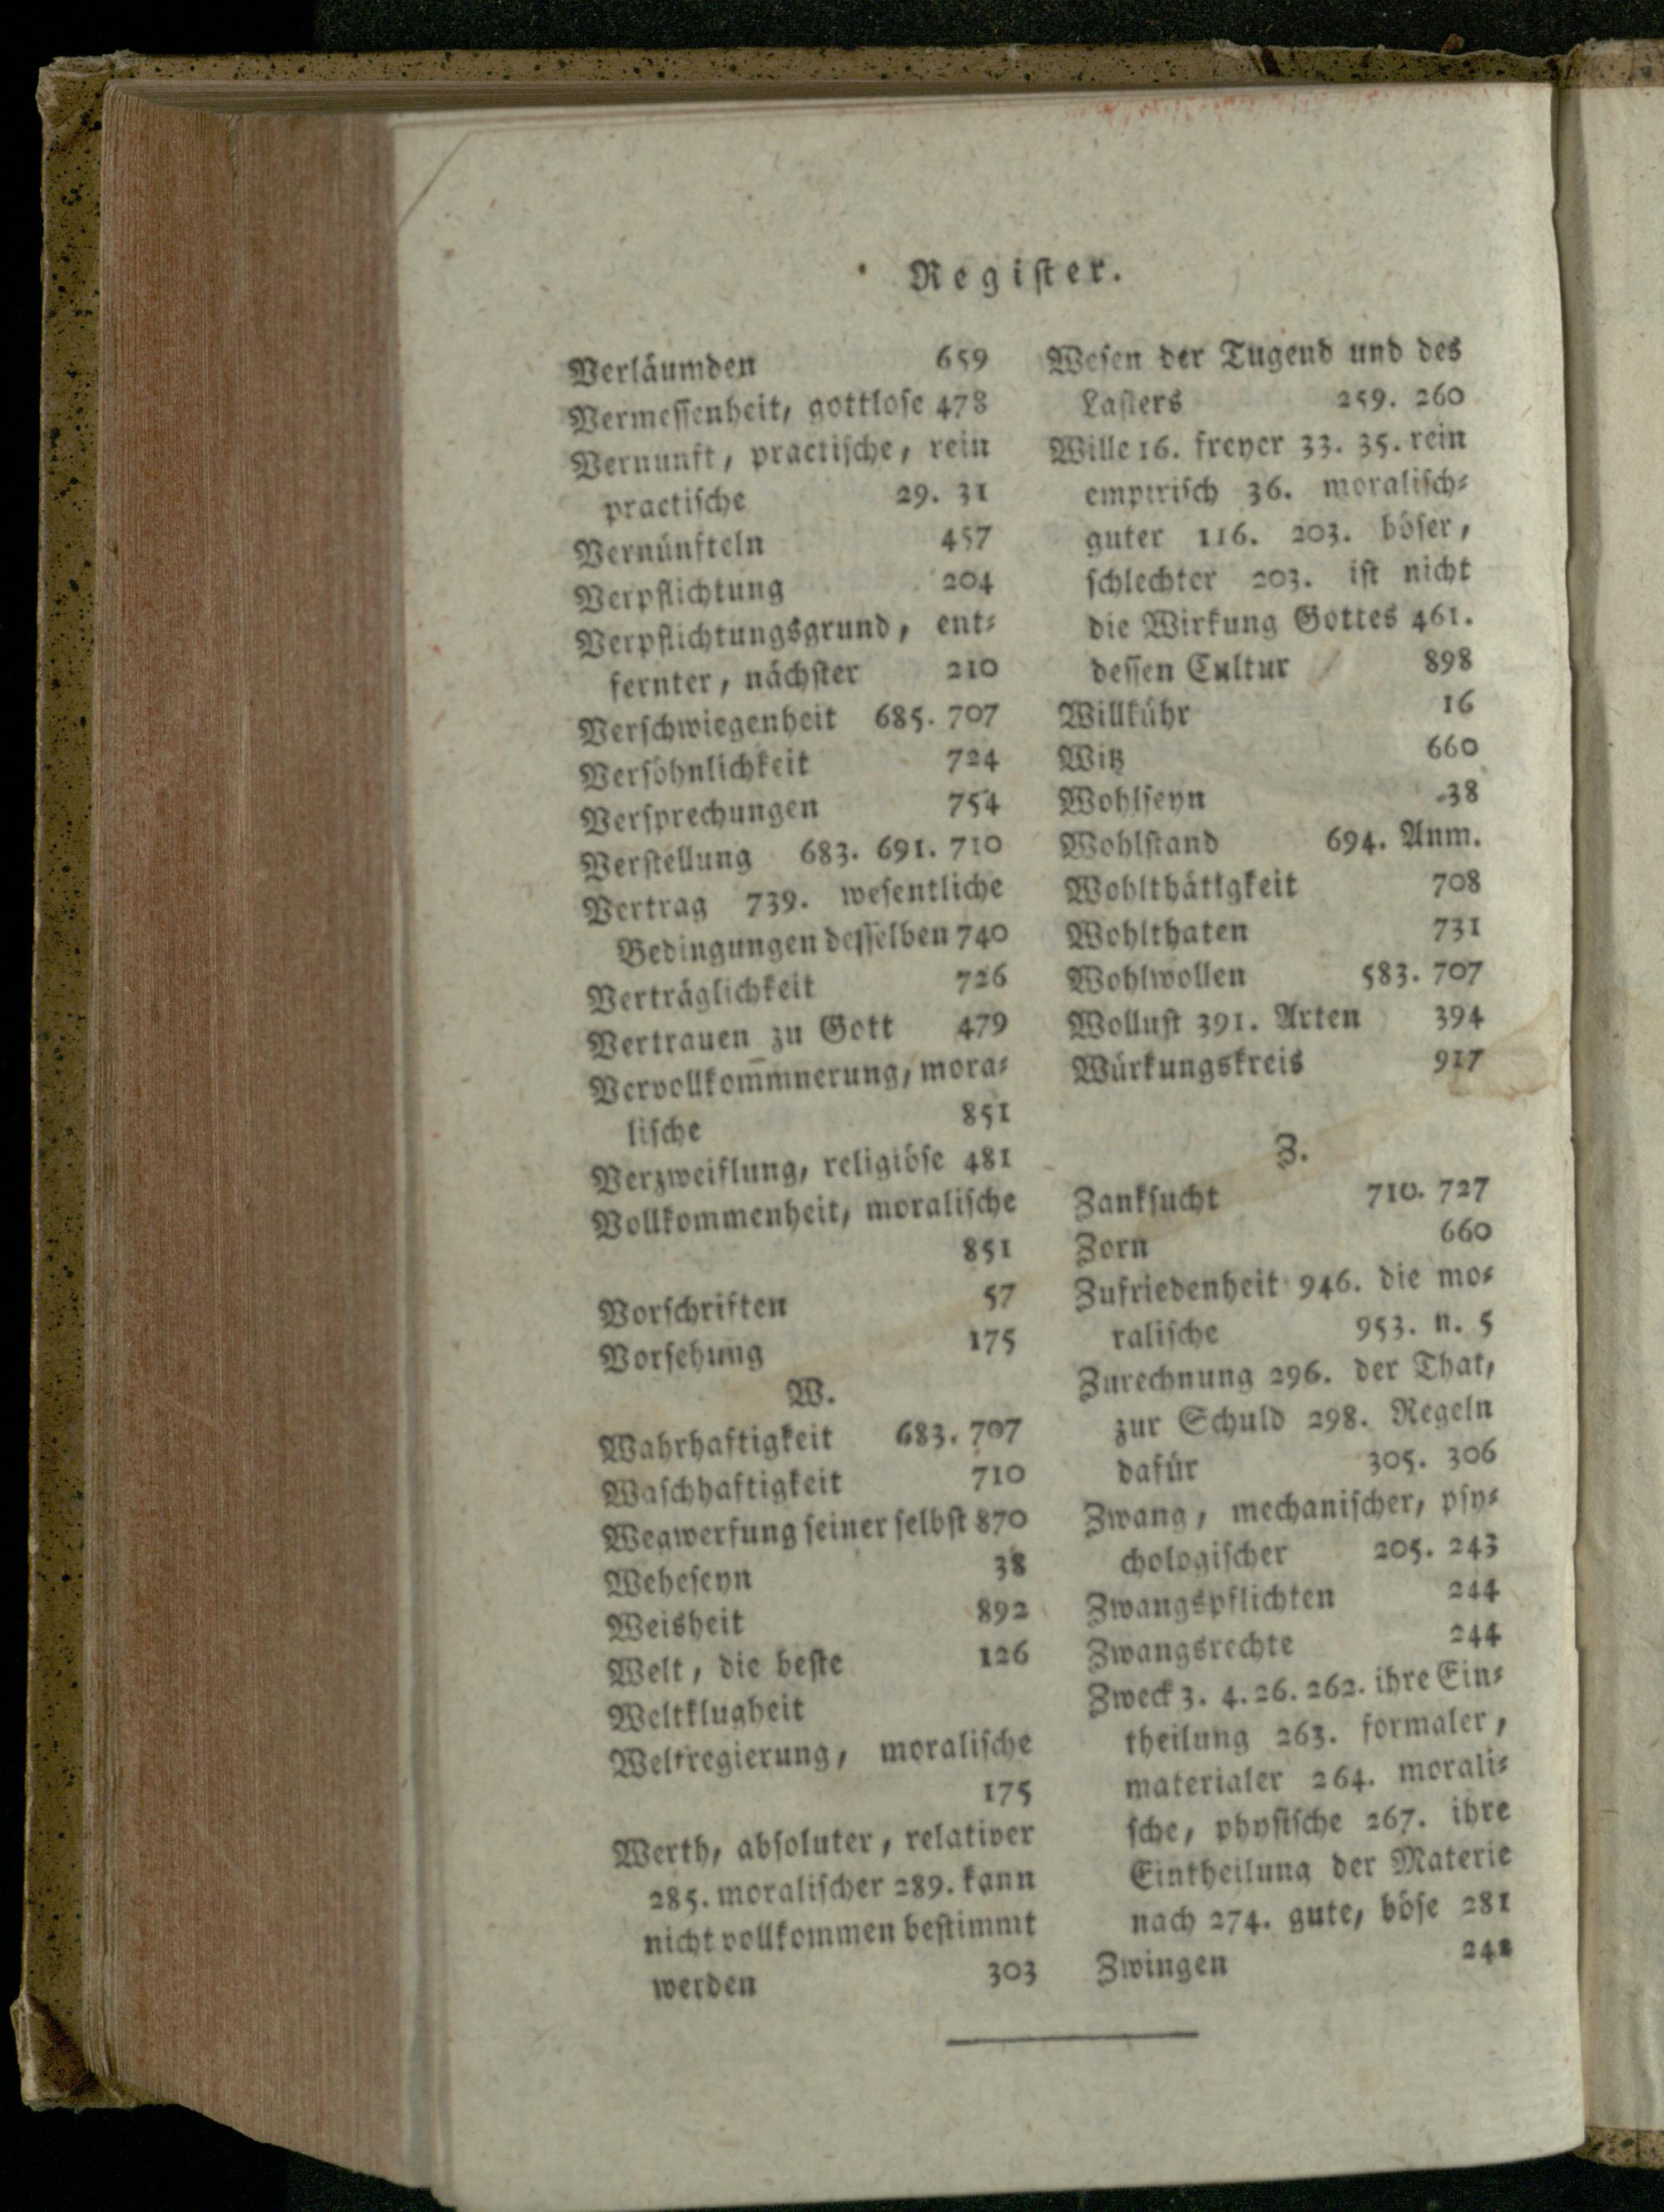 Register.
Verläumden 659
Vermessenheit, gottlose 478
Vernunft, practische, rein
practische 29. 31
Vernünfteln 457
Verpflichtung 204
Verpflichtungsgrund, ent-
fernter, nächster 210
Verschwiegenheit 685. 707
Versöhnlichkeit 724
Versprechungen 754
Verstellung 683. 691. 710
Vertrag 739. wesentliche
Bedingungen desselben 740
Verträglichkeit 726
Vertrauen zu Gott 479
Vervollkom̅mnerung, mora-
lische 851
Verzweiflung, religiöse 481
Vollkommenheit, moralische
851
Vorschriften 57
Vorsehung 175
W.
Wahrhaftigkeit 683. 707
Waschhaftigkeit 710
Wegwerfung seiner selbst 870
Weheseyn 38
Weisheit 892
Welt, die beste 126
Weltklugheit
Weltregierung, moralische
175
Werth, absoluter, relativer
285. moralischer 289. kann
nicht vollkommen bestimmt
werden 303
Wesen der Tugend und des
Lasters 259. 260
Wille 16. freyer 33. 35. rein
empirisch 36. moralisch-
guter 116. 203. böser,
schlechter 203. ist nicht
die Wirkung Gottes 461.
dessen Cultur 898
Willkühr 16
Witz 660
Wohlseyn 38
Wohlstand 694. Anm.
Wohlthätigkeit 708
Wohlthaten 731
Wohlwollen 583. 707
Wollust 391. Arten 394
Würkungskreis 917
Z.
Zanksucht 710. 727
Zorn 660
Zufriedenheit 946. die mo-
ralische 953. n. 5
Zurechnung 296. der That,
zur Schuld 298. Regeln
dafür 305. 306
Zwang, mechanischer, psy-
chologischer 205. 243
Zwangspflichten 244
Zwangsrechte 244
Zweck 3. 4. 26. 262. ihre Ein-
theilung 263. formaler,
materialer 264. morali-
sche, physische 267. ihre
Eintheilung der Materie
nach 274. gute, böse 281
Zwingen